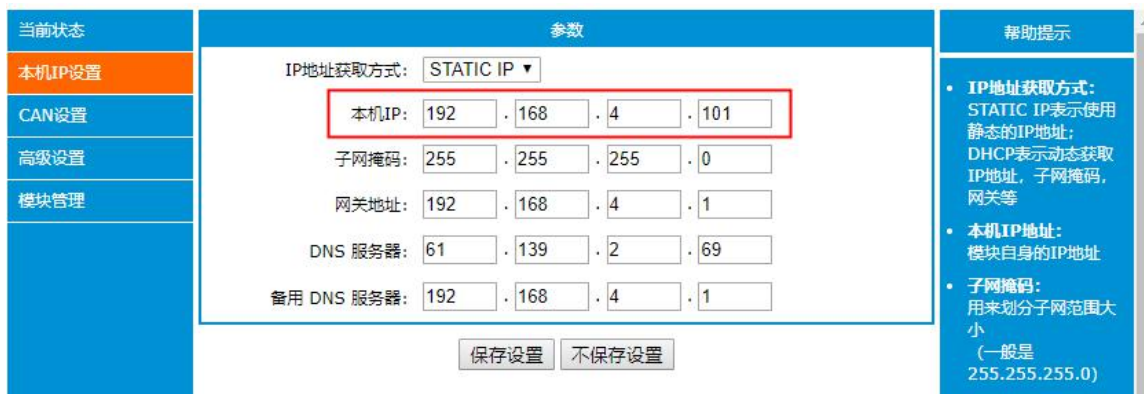 当前状态
本机IP设置
CAN设置
高级设置
模块管理
参数
IP地址获取方式: STATIC IP ▼
本机IP: 192 . 168 . 4 . 101
子网掩码: 255 . 255 . 255 . 0
网关地址: 192 . 168 . 4 . 1
DNS 服务器: 61 . 139 . 2 . 69
备用 DNS 服务器: 192 . 168 . 4 . 1
保存设置 不保存设置
帮助提示
• IP地址获取方式:
STATIC IP表示使用
静态的IP地址;
DHCP表示动态获取
IP地址, 子网掩码,
网关等
• 本机IP地址:
模块自身的IP地址
• 子网掩码:
用来划分子网范围大
小
(一般是
255.255.255.0)